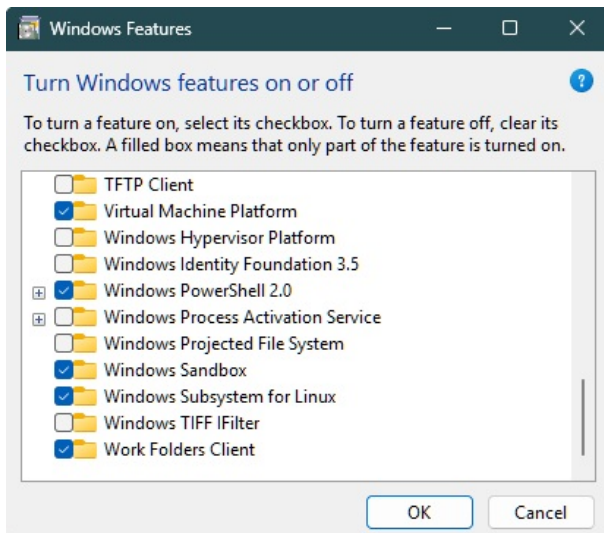 Windows Features
Turn Windows features on or off
?
To turn a feature on, select its checkbox. To turn a feature off, clear its
checkbox. A filled box means that only part of the feature is turned on.
TFTP Client
Virtual Machine Platform
Windows Hypervisor Platform
Windows Identity Foundation 3.5
Windows PowerShell 2.0
Windows Process Activation Service
Windows Projected File System
Windows Sandbox
Windows Subsystem for Linux
Windows TIFF IFilter
Work Folders Client
OK Cancel